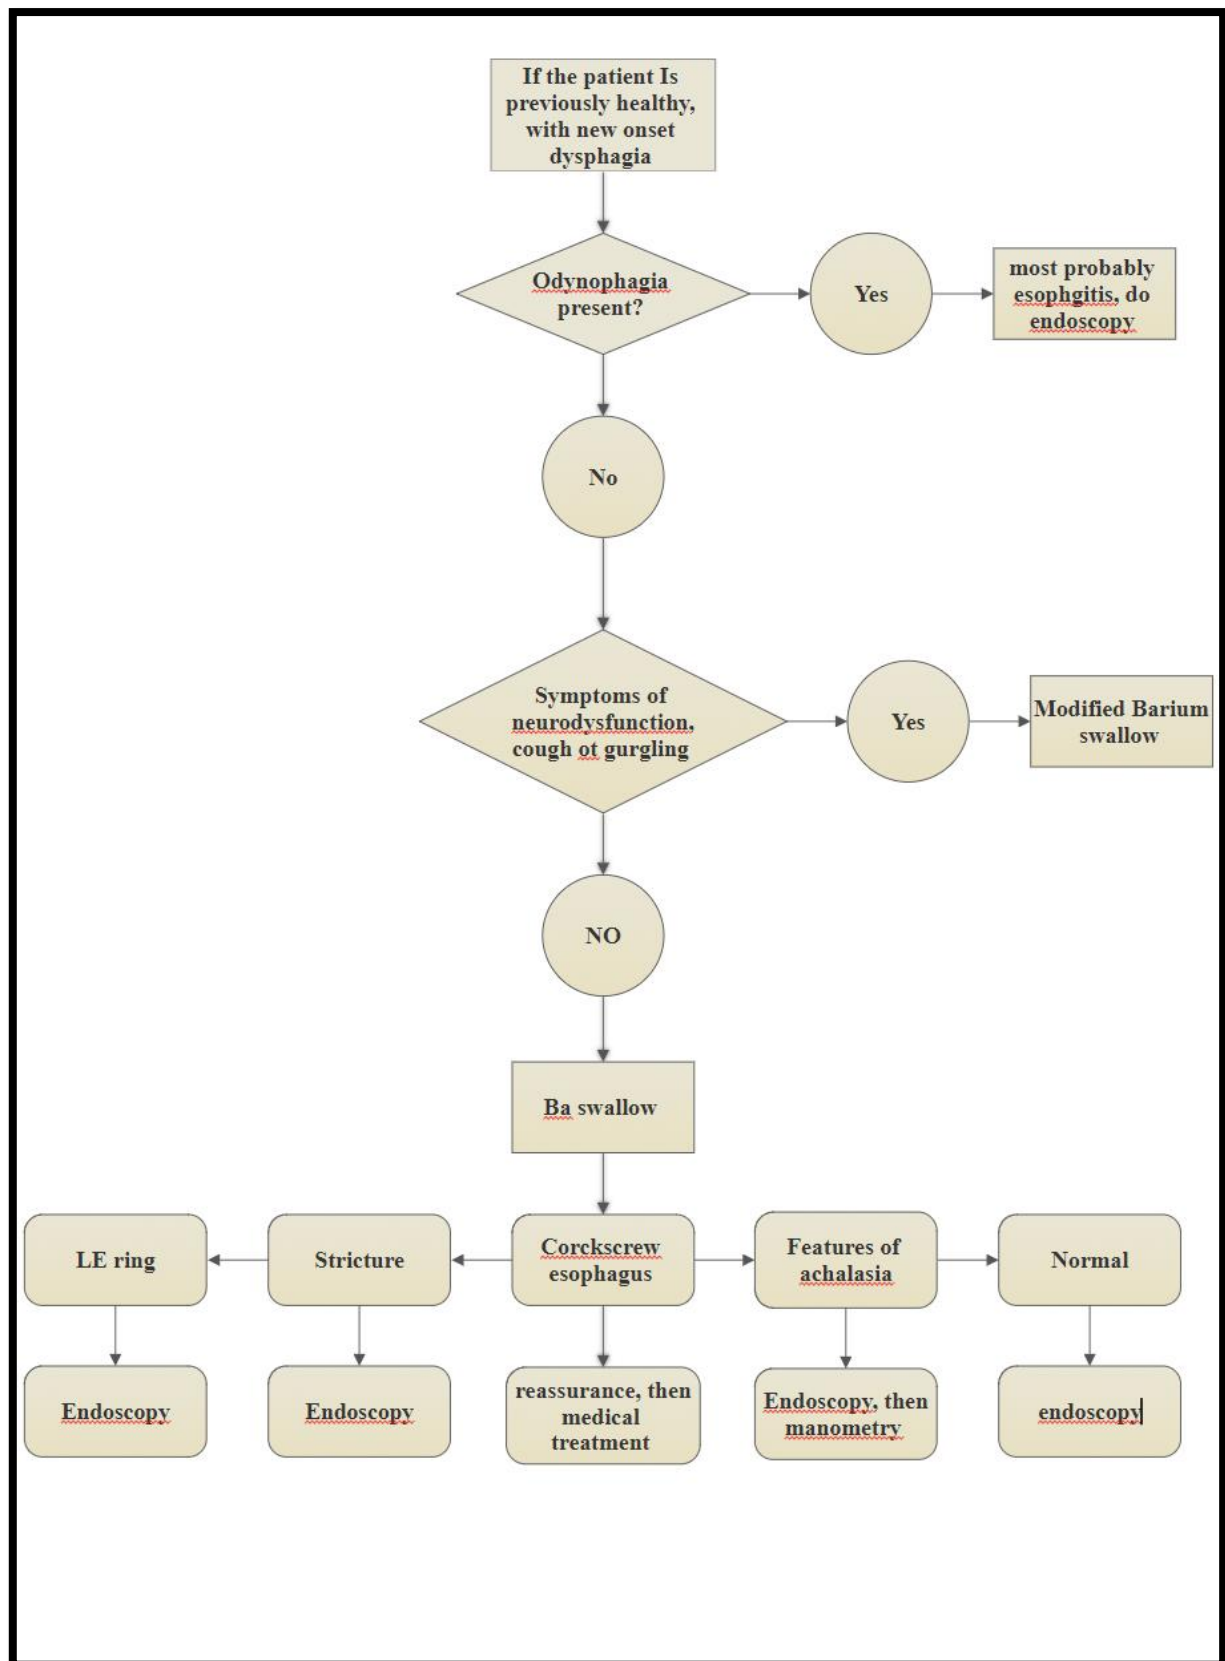 If the patient Is
previously healthy,
with new onset
dysphagia
Odynophagia
present?
Yes
most probably
esophgitis, do
endoscopy
No
Symptoms of
neurodysfunction,
cough ot gurgling
Yes
Modified Barium
swallow
NO
Ba swallow
LE ring
Stricture
Corckscrew
esophagus
Features of
achalasia
Normal
Endoscopy
Endoscopy
reassurance, then
medical
treatment
Endoscopy, then
manometry
endoscopy